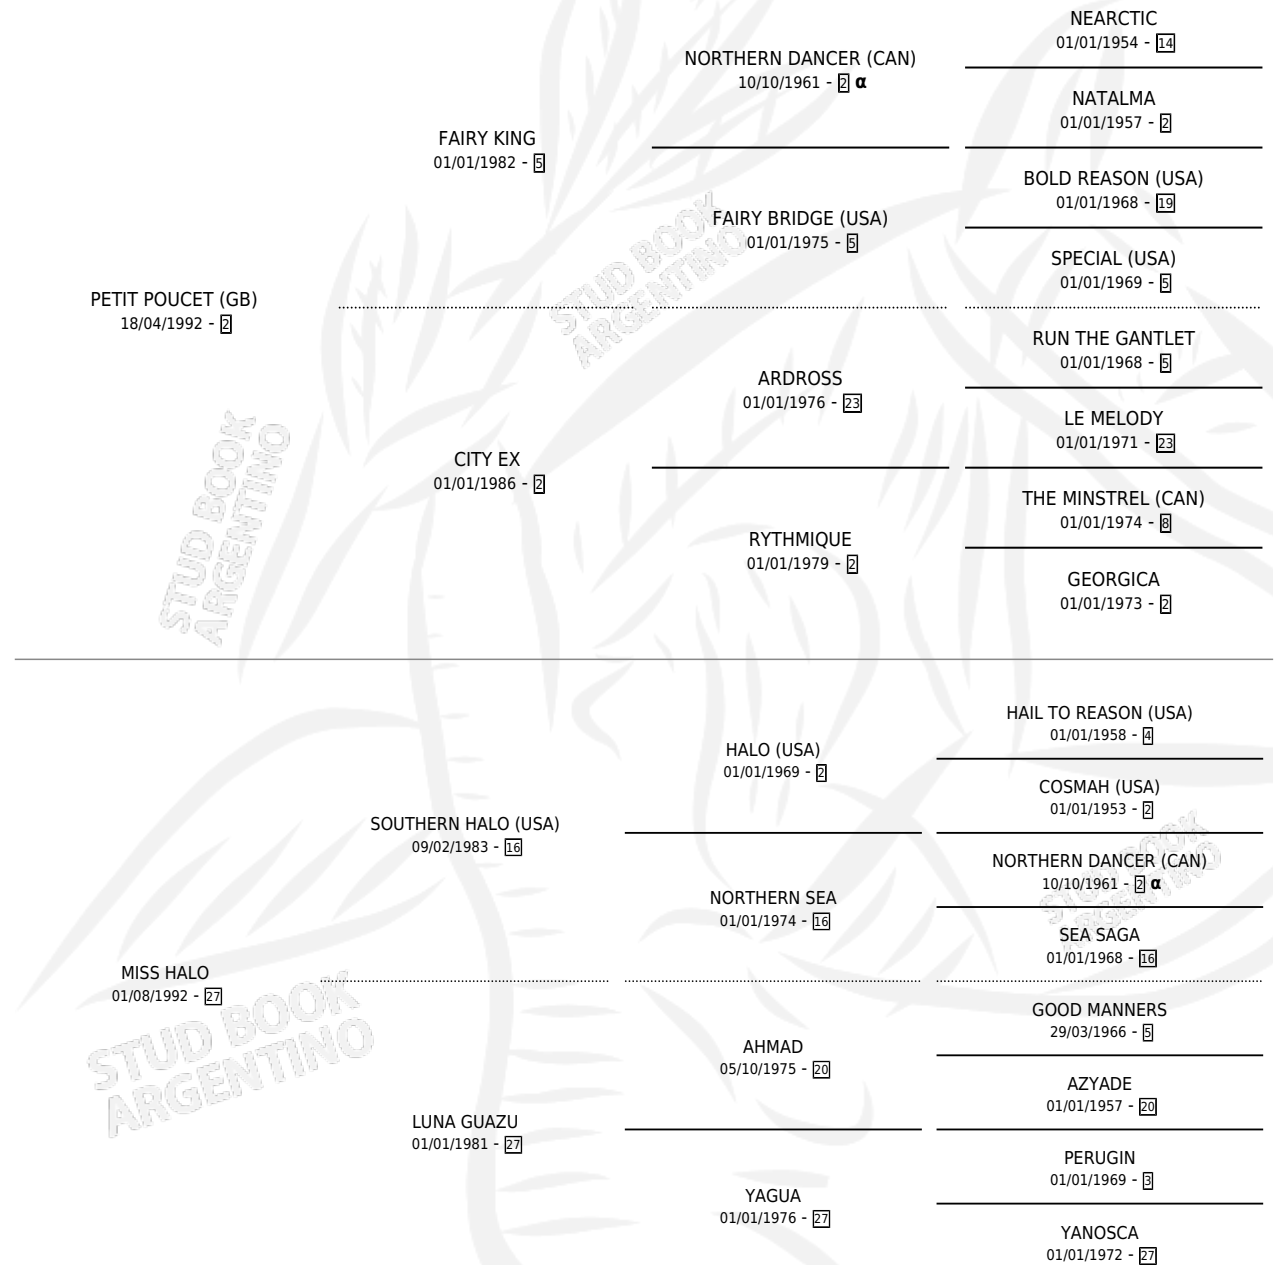 NEARCTIC
01/01/1954 - 14
NORTHERN DANCER (CAN)
10/10/1961 - 2 α
NATALMA
01/01/1957 - 2
FAIRY KING
01/01/1982 - 5
BOLD REASON (USA)
01/01/1968 - 19
FAIRY BRIDGE (USA)
01/01/1975 - 5
SPECIAL (USA)
01/01/1969 - 5
PETIT POUCET (GB)
18/04/1992 - 2
RUN THE GANTLET
01/01/1968 - 5
ARDROSS
01/01/1976 - 23
LE MELODY
01/01/1971 - 23
CITY EX
01/01/1986 - 2
THE MINSTREL (CAN)
01/01/1974 - 8
RYTHMIQUE
01/01/1979 - 2
GEORGICA
01/01/1973 - 2
HAIL TO REASON (USA)
01/01/1958 - 4
HALO (USA)
01/01/1969 - 2
COSMAH (USA)
01/01/1953 - 2
SOUTHERN HALO (USA)
09/02/1983 - 16
NORTHERN DANCER (CAN)
10/10/1961 - 2 α
NORTHERN SEA
01/01/1974 - 16
SEA SAGA
01/01/1968 - 16
MISS HALO
01/08/1992 - 27
GOOD MANNERS
29/03/1966 - 5
AHMAD
05/10/1975 - 20
AZYADE
01/01/1957 - 20
LUNA GUAZU
01/01/1981 - 27
PERUGIN
01/01/1969 - 3
YAGUA
01/01/1976 - 27
YANOSCA
01/01/1972 - 27
STUD BOOK
ARGENTINO
STUD BOOK
ARGENTINO
STUD BOOK
ARGENTINO
STUD BOOK
ARGENTINO